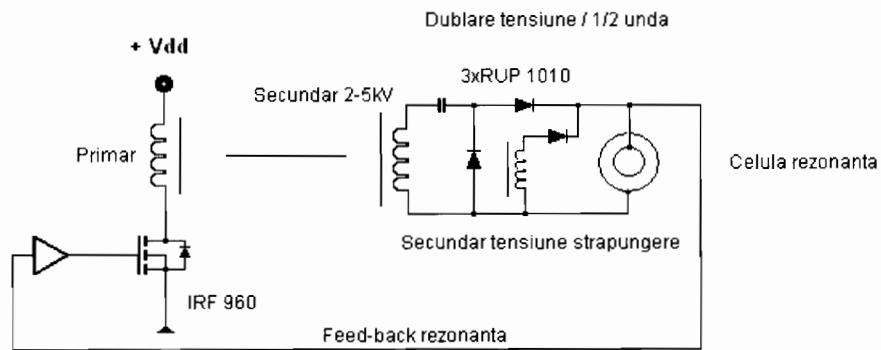 Dublare tensiune / 1/2 unda
+ Vdd
3xRUP 1010
Secundar 2-5kV
Primar
Celula rezonanta
Secundar tensiune strapungere
IRF 960
Feed-back rezonanta